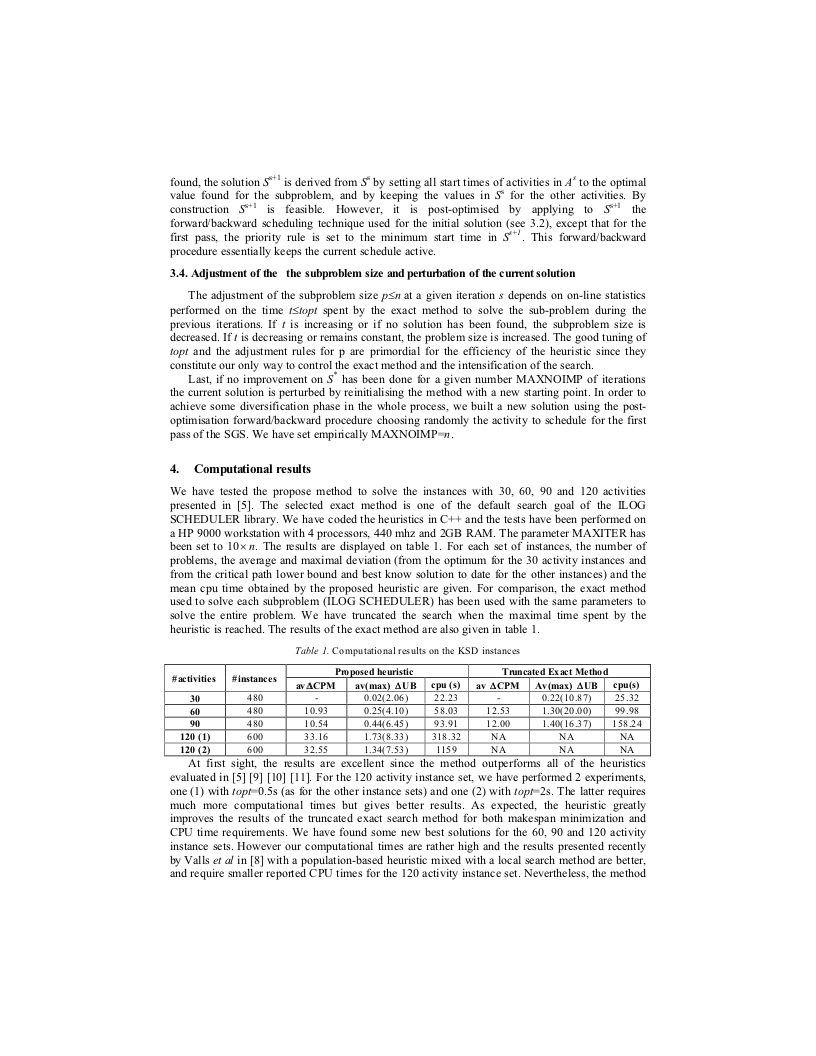 found, the solution Sˢ⁺¹ is derived from Sˢ by setting all start times of activities in Aˢ to the optimal
value found for the subproblem, and by keeping the values in Sˢ for the other activities. By
construction Sˢ⁺¹ is feasible. However, it is post-optimised by applying to Sˢ⁺¹ the
forward/backward scheduling technique used for the initial solution (see 3.2), except that for the
first pass, the priority rule is set to the minimum start time in Sˢ⁺¹. This forward/backward
procedure essentially keeps the current schedule active.
3.4. Adjustment of the the subproblem size and perturbation of the current solution
The adjustment of the subproblem size p≤n at a given iteration s depends on on-line statistics
performed on the time t≤topt spent by the exact method to solve the sub-problem during the
previous iterations. If t is increasing or if no solution has been found, the subproblem size is
decreased. If t is decreasing or remains constant, the problem size is increased. The good tuning of
topt and the adjustment rules for p are primordial for the efficiency of the heuristic since they
constitute our only way to control the exact method and the intensification of the search.
Last, if no improvement on S* has been done for a given number MAXNOIMP of iterations
the current solution is perturbed by reinitialising the method with a new starting point. In order to
achieve some diversification phase in the whole process, we built a new solution using the post-
optimisation forward/backward procedure choosing randomly the activity to schedule for the first
pass of the SGS. We have set empirically MAXNOIMP=n.
4. Computational results
We have tested the propose method to solve the instances with 30, 60, 90 and 120 activities
presented in [5]. The selected exact method is one of the default search goal of the ILOG
SCHEDULER library. We have coded the heuristics in C++ and the tests have been performed on
a HP 9000 workstation with 4 processors, 440 mhz and 2GB RAM. The parameter MAXITER has
been set to 10×n. The results are displayed on table 1. For each set of instances, the number of
problems, the average and maximal deviation (from the optimum for the 30 activity instances and
from the critical path lower bound and best know solution to date for the other instances) and the
mean cpu time obtained by the proposed heuristic are given. For comparison, the exact method
used to solve each subproblem (ILOG SCHEDULER) has been used with the same parameters to
solve the entire problem. We have truncated the search when the maximal time spent by the
heuristic is reached. The results of the exact method are also given in table 1.
Table 1. Computational results on the KSD instances
#activities #instances Proposed heuristic Truncated Exact Method
avΔCPM av(max) ΔUB cpu (s) av ΔCPM Av(max) ΔUB cpu(s)
30 480 - 0.02(2.06) 22.23 - 0.22(10.87) 25.32
60 480 10.93 0.25(4.10) 58.03 12.53 1.30(20.00) 99.98
90 480 10.54 0.44(6.45) 93.91 12.00 1.40(16.37) 158.24
120 (1) 600 33.16 1.73(8.33) 318.32 NA NA NA
120 (2) 600 32.55 1.34(7.53) 1159 NA NA NA
At first sight, the results are excellent since the method outperforms all of the heuristics
evaluated in [5] [9] [10] [11]. For the 120 activity instance set, we have performed 2 experiments,
one (1) with topt=0.5s (as for the other instance sets) and one (2) with topt=2s. The latter requires
much more computational times but gives better results. As expected, the heuristic greatly
improves the results of the truncated exact search method for both makespan minimization and
CPU time requirements. We have found some new best solutions for the 60, 90 and 120 activity
instance sets. However our computational times are rather high and the results presented recently
by Valls et al in [8] with a population-based heuristic mixed with a local search method are better,
and require smaller reported CPU times for the 120 activity instance set. Nevertheless, the method